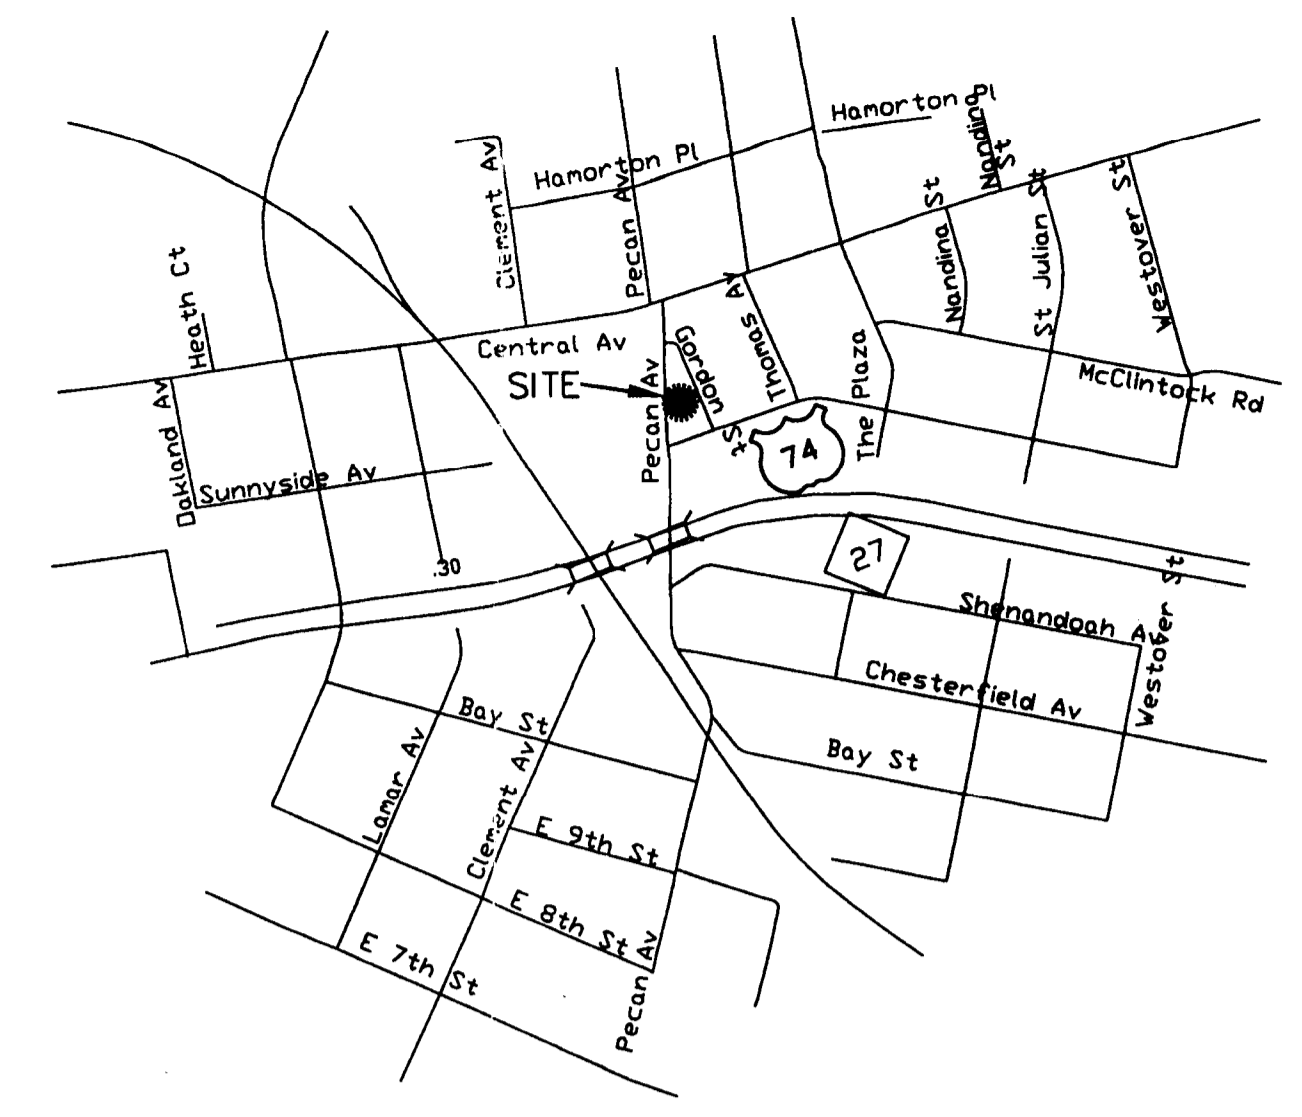 Hamorton Pl
Nandina St
Hamorton Pl
Clement Av
Pecan Av
Nandina St
St Julian St
Westover St
Heath Ct
Central Av
SITE
Pecan Av
Gordon St
Thomas Av
The Plaza
McClintock Rd
Oakland Av
Sunnyside Av
74
.30
27
Shenandoah Av
Westover St
Chesterfield Av
Bay St
Bay St
Lamar Av
Clement Av
E 9th St
E 8th St
E 7th St
Pecan Av